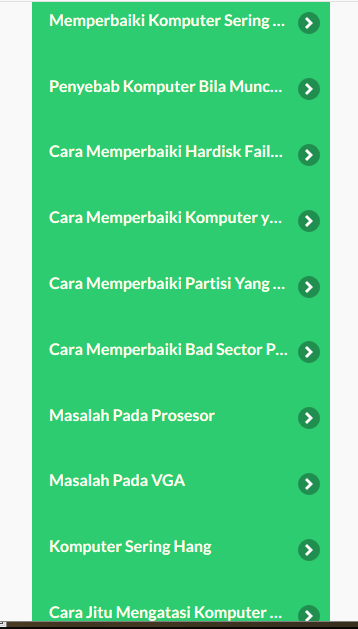 Memperbaiki Komputer Sering ...
Penyebab Komputer Bila Munc...
Cara Memperbaiki Hardisk Fail...
Cara Memperbaiki Komputer y...
Cara Memperbaiki Partisi Yang ...
Cara Memperbaiki Bad Sector P...
Masalah Pada Prosesor
Masalah Pada VGA
Komputer Sering Hang
Cara Jitu Mengatasi Komputer ...